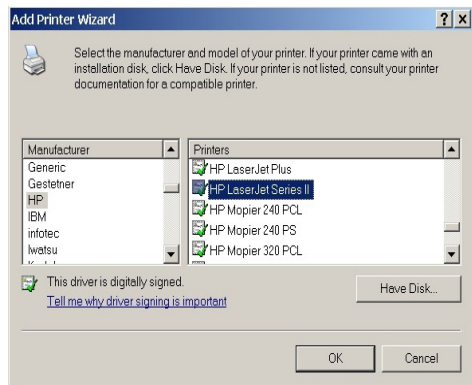 Add Printer Wizard
Select the manufacturer and model of your printer. If your printer came with an
installation disk, click Have Disk. If your printer is not listed, consult your printer
documentation for a compatible printer.
Manufacturer
Printers
Generic
Gestetner
HP
IBM
infotec
Iwatsu
HP LaserJet Plus
HP LaserJet Series II
HP Mopier 240 PCL
HP Mopier 240 PS
HP Mopier 320 PCL
This driver is digitally signed.
Tell me why driver signing is important
Have Disk...
OK
Cancel